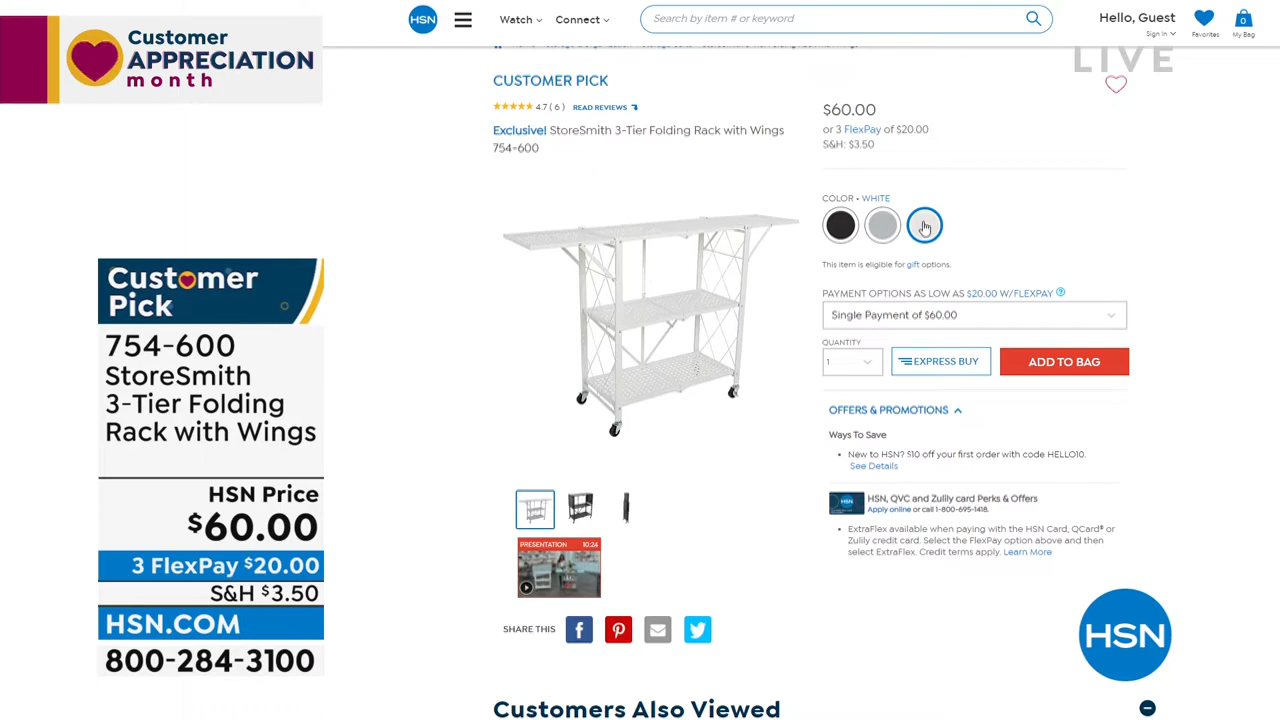 Customer
APPRECIATION
month
HSN
Watch
Connect
Search by item # or keyword
Hello, Guest
Sign In
Favorites
0
My Bag
LIVE
CUSTOMER PICK
4.7 ( 6 ) READ REVIEWS
Exclusive! StoreSmith 3-Tier Folding Rack with Wings
754-600
$60.00
or 3 FlexPay of $20.00
S&H: $3.50
COLOR • WHITE
This item is eligible for gift options.
PAYMENT OPTIONS AS LOW AS $20.00 W/FLEXPAY ?
Single Payment of $60.00
QUANTITY
1
EXPRESS BUY
ADD TO BAG
OFFERS & PROMOTIONS
Ways To Save
• New to HSN? $10 off your first order with code HELLO10.
See Details
HSN, QVC and Zulily card Perks & Offers
Apply online or call 1-800-695-1418.
• ExtraFlex available when paying with the HSN Card, QCard® or
Zulily credit card. Select the FlexPay option above and then
select ExtraFlex. Credit terms apply. Learn More
PRESENTATION 10:24
SHARE THIS
Customers Also Viewed
Customer
Pick
754-600
StoreSmith
3-Tier Folding
Rack with Wings
HSN Price
$60.00
3 FlexPay $20.00
S&H $3.50
HSN.COM
800-284-3100
HSN